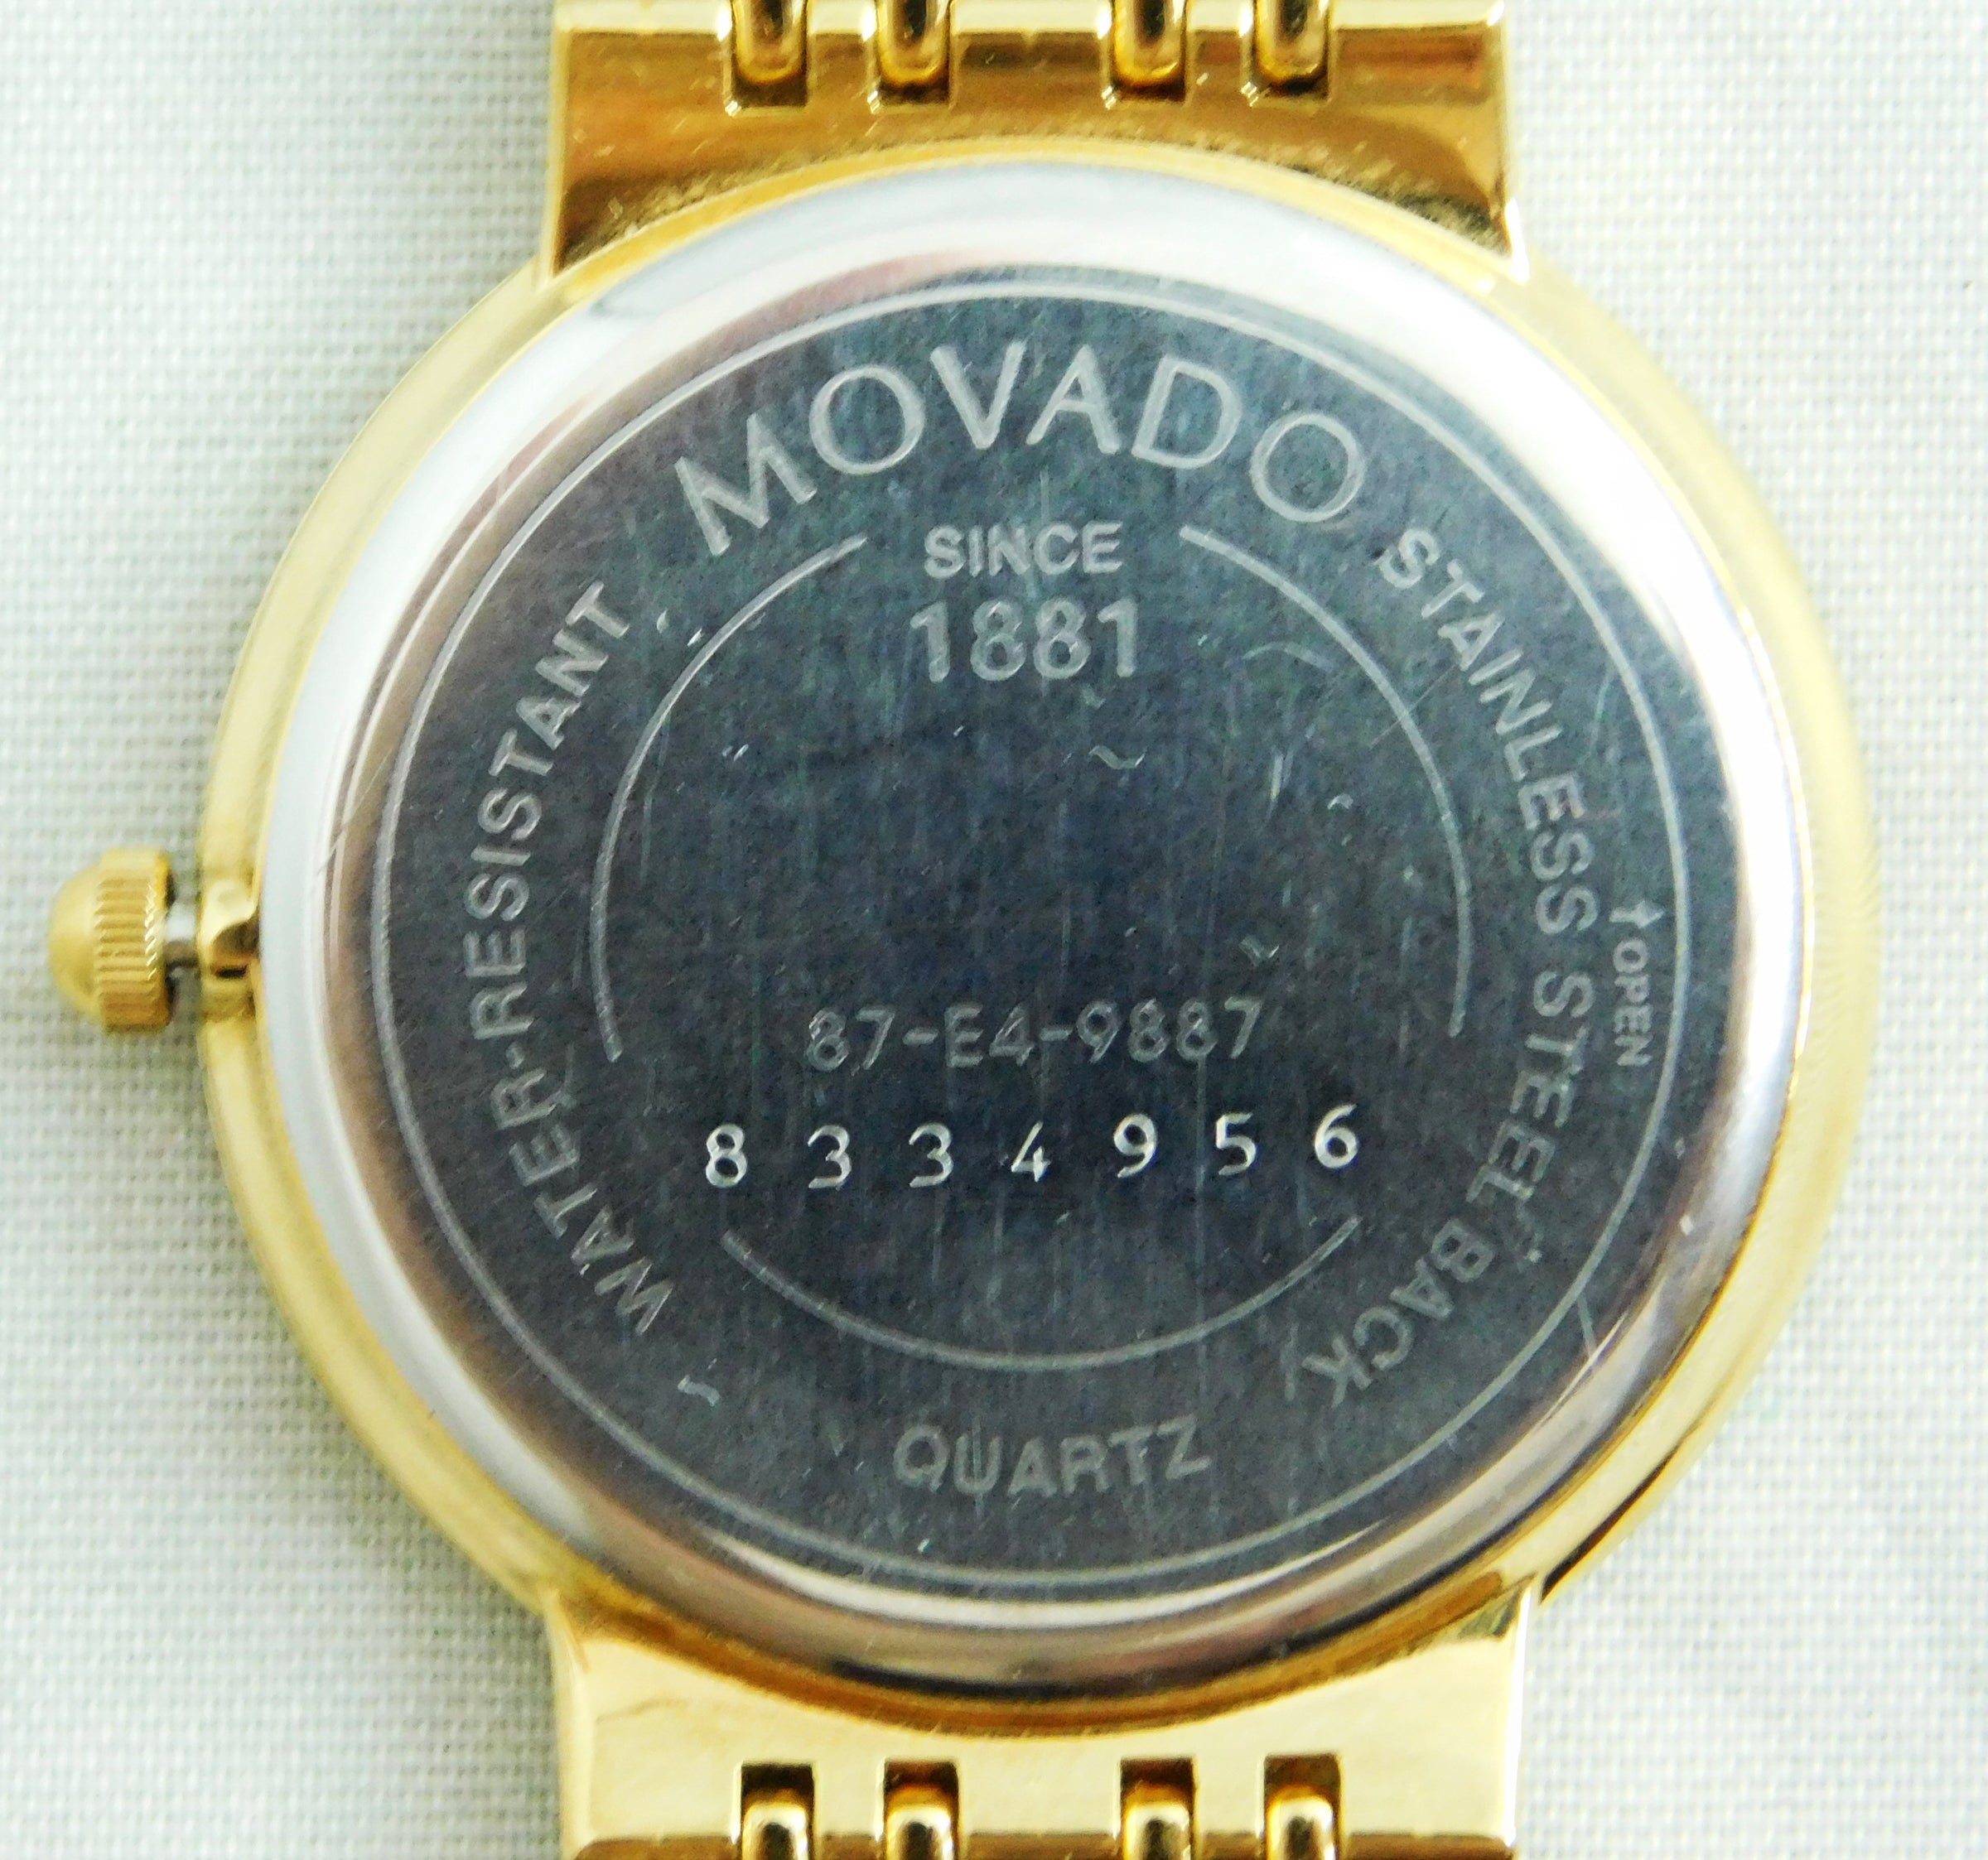 MOVADO
SINCE
1881
WATER-RESISTANT
STAINLESS STEEL BACK
OPEN
87-E4-9887
8334956
QUARTZ